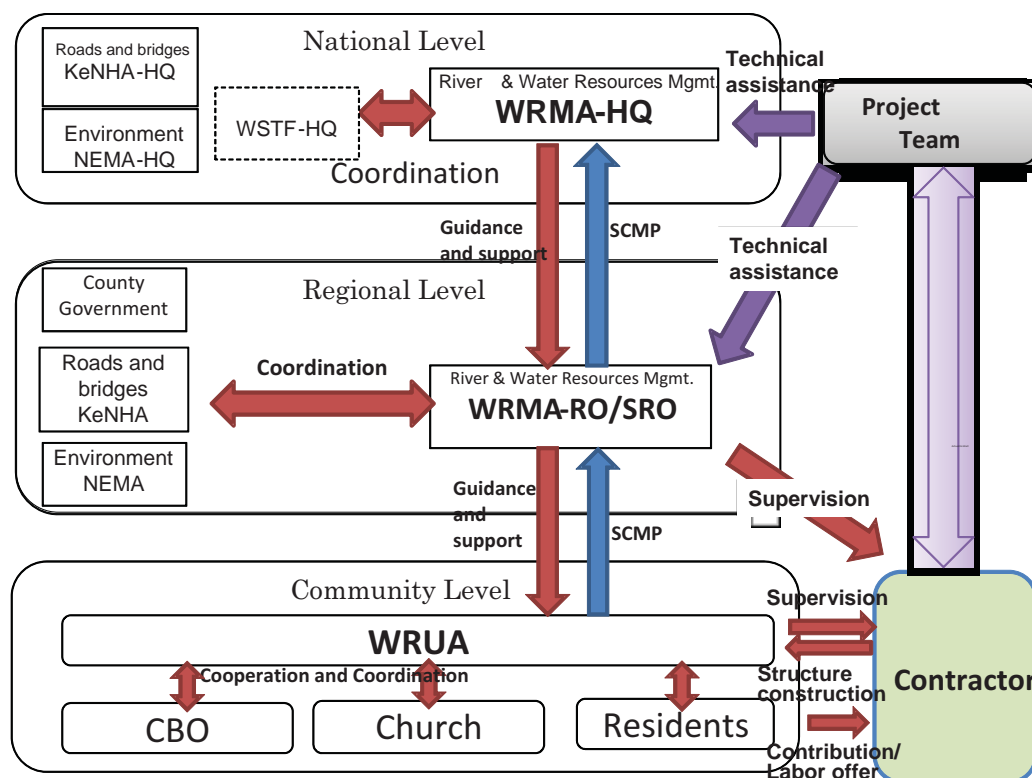 National Level
Roads and bridges
KeNHA-HQ
Environment
NEMA-HQ
WSTF-HQ
River & Water Resources Mgmt.
WRMA-HQ
Coordination
Technical
assistance
Project
Team
Guidance
and support
SCMP
Technical
assistance
Regional Level
County
Government
Roads and
bridges
KeNHA
Environment
NEMA
Coordination
River & Water Resources Mgmt.
WRMA-RO/SRO
Guidance
and
support
SCMP
Supervision
Community Level
WRUA
Cooperation and Coordination
CBO
Church
Residents
Supervision
Structure
construction
Contribution/
Labor offer
Contractor